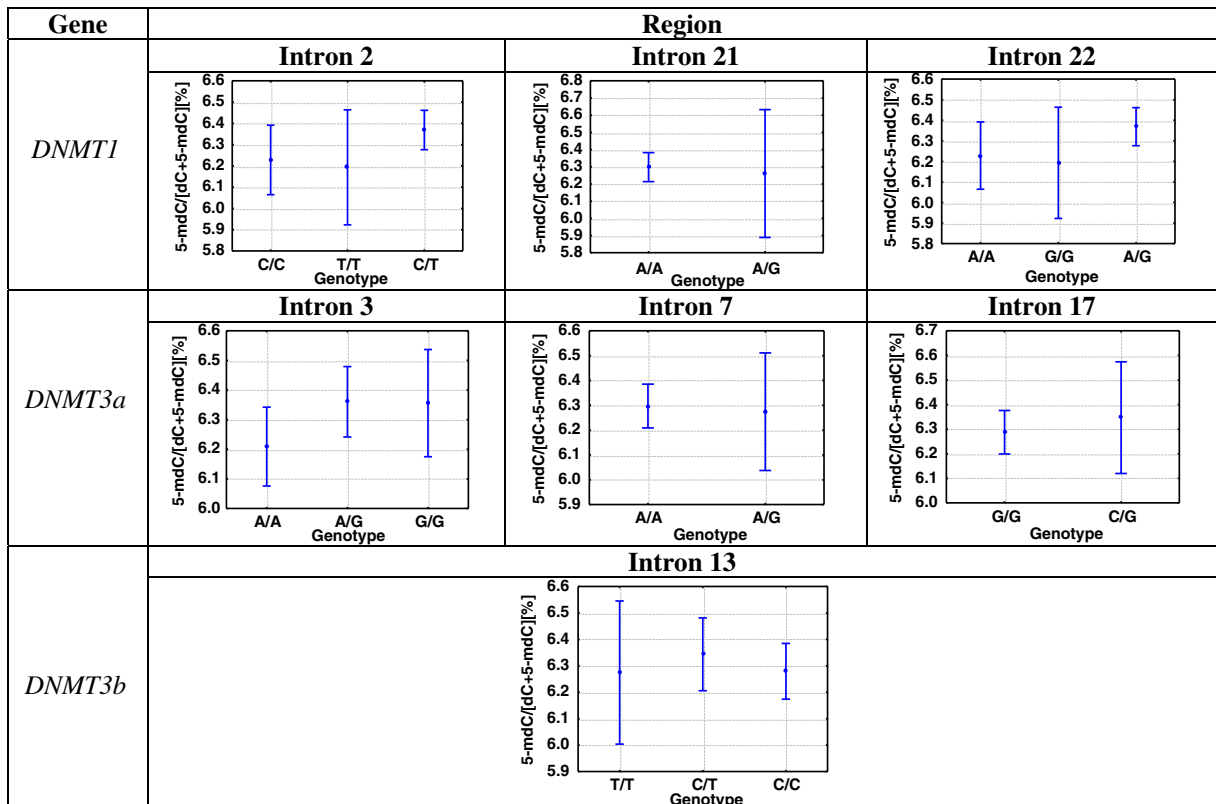 Gene Region
Intron 2 Intron 21 Intron 22
DNMT1
5-mdC/[dC+5-mdC][%]
6.6
6.5
6.4
6.3
6.2
6.1
6.0
5.9
5.8
C/C T/T C/T
Genotype
5-mdC/[dC+5-mdC][%]
6.8
6.7
6.6
6.5
6.4
6.3
6.2
6.1
6.0
5.9
5.8
A/A A/G
Genotype
5-mdC/[dC+5-mdC][%]
6.6
6.5
6.4
6.3
6.2
6.1
6.0
5.9
5.8
A/A G/G A/G
Genotype
Intron 3 Intron 7 Intron 17
DNMT3a
5-mdC/[dC+5-mdC][%]
6.6
6.5
6.4
6.3
6.2
6.1
6.0
A/A A/G G/G
Genotype
5-mdC/[dC+5-mdC][%]
6.6
6.5
6.4
6.3
6.2
6.1
6.0
5.9
A/A A/G
Genotype
5-mdC/[dC+5-mdC][%]
6.7
6.6
6.5
6.4
6.3
6.2
6.1
6.0
G/G C/G
Genotype
Intron 13
DNMT3b
5-mdC/[dC+5-mdC][%]
6.6
6.5
6.4
6.3
6.2
6.1
6.0
5.9
T/T C/T C/C
Genotype